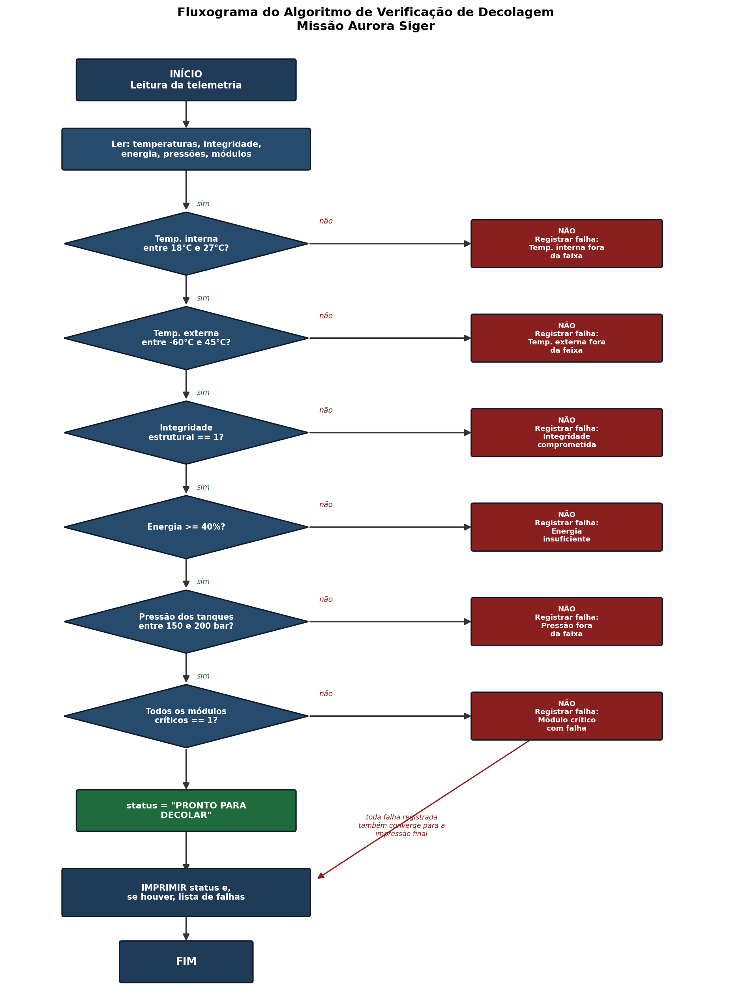 Fluxograma do Algoritmo de Verificação de Decolagem
Missão Aurora Siger
INÍCIO
Leitura da telemetria
Ler: temperaturas, integridade,
energia, pressões, módulos
sim
Temp. interna
entre 18°C e 27°C?
não
NÃO
Registrar falha:
Temp. interna fora
da faixa
sim
Temp. externa
entre -60°C e 45°C?
não
NÃO
Registrar falha:
Temp. externa fora
da faixa
sim
Integridade
estrutural == 1?
não
NÃO
Registrar falha:
Integridade
comprometida
sim
Energia >= 40%?
não
NÃO
Registrar falha:
Energia
insuficiente
sim
Pressão dos tanques
entre 150 e 200 bar?
não
NÃO
Registrar falha:
Pressão fora
da faixa
sim
Todos os módulos
críticos == 1?
não
NÃO
Registrar falha:
Módulo crítico
com falha
status = "PRONTO PARA
DECOLAR"
toda falha registrada
também converge para a
impressão final
IMPRIMIR status e,
se houver, lista de falhas
FIM